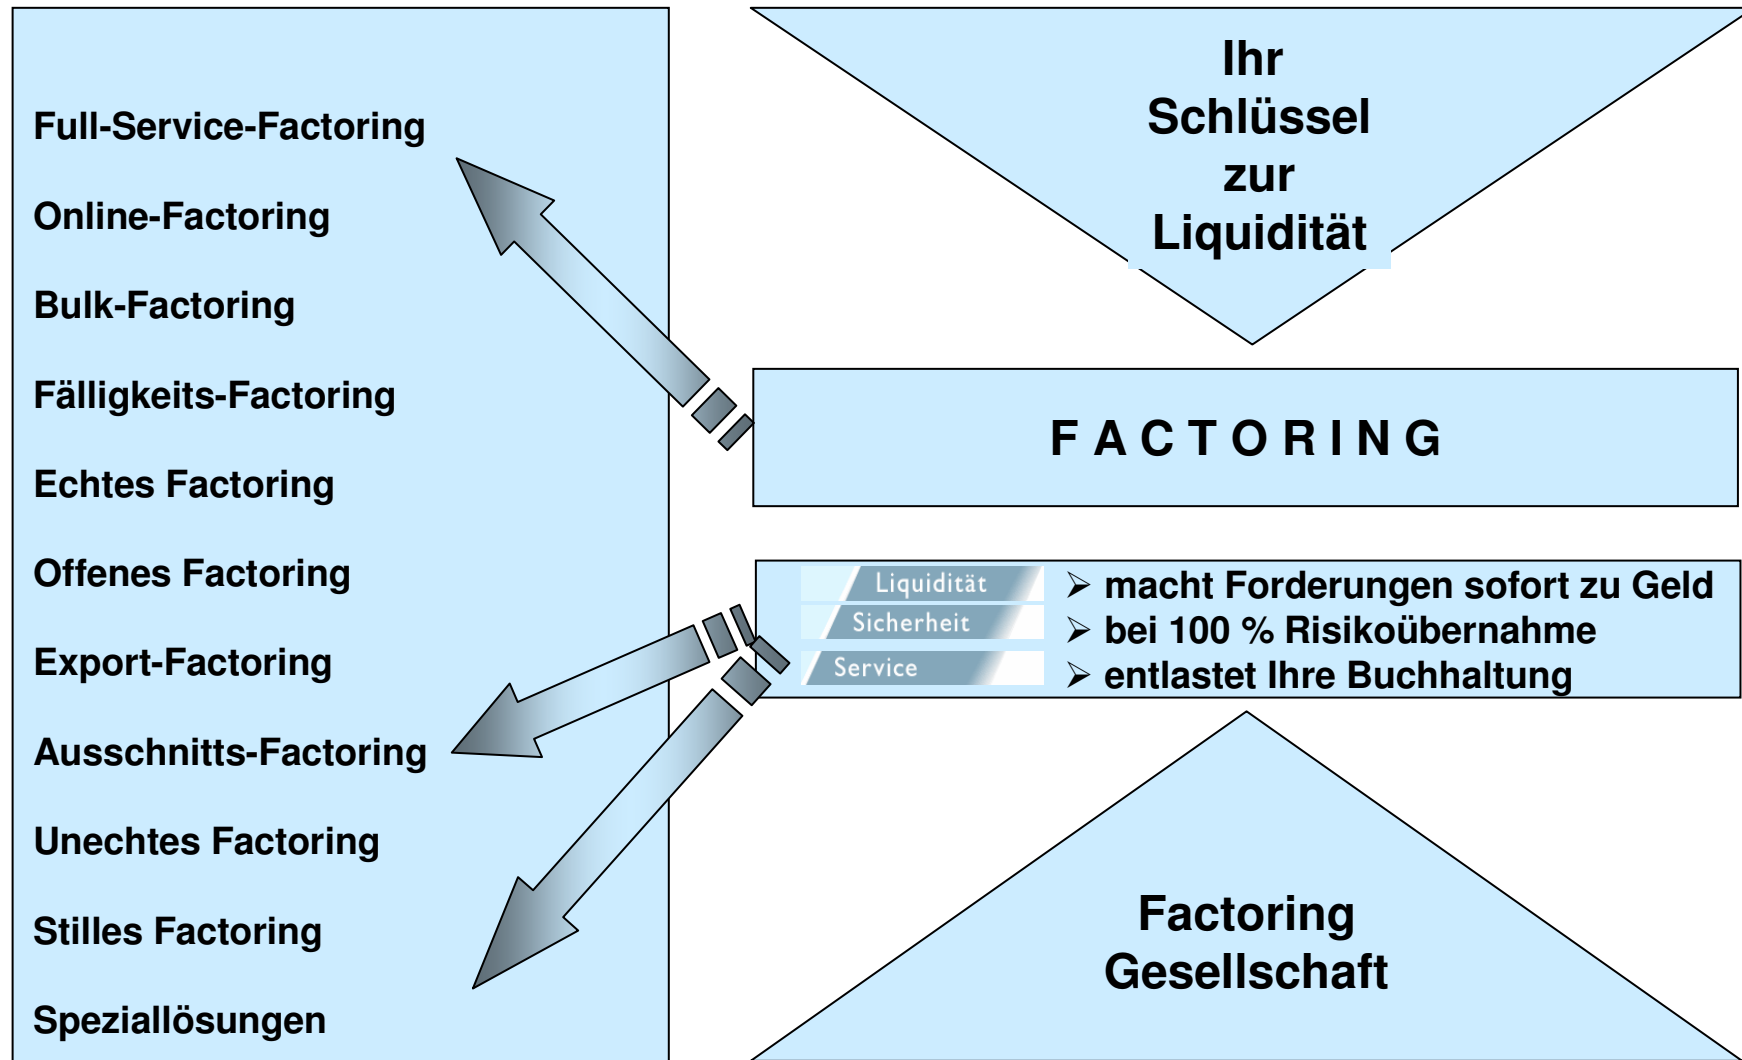 Full-Service-Factoring
Online-Factoring
Bulk-Factoring
Fälligkeits-Factoring
Echtes Factoring
Offenes Factoring
Export-Factoring
Ausschnitts-Factoring
Unechtes Factoring
Stilles Factoring
Speziallösungen
Ihr
Schlüssel
zur
Liquidität
F A C T O R I N G
Liquidität
Sicherheit
Service
➢ macht Forderungen sofort zu Geld
➢ bei 100 % Risikoübernahme
➢ entlastet Ihre Buchhaltung
Factoring
Gesellschaft